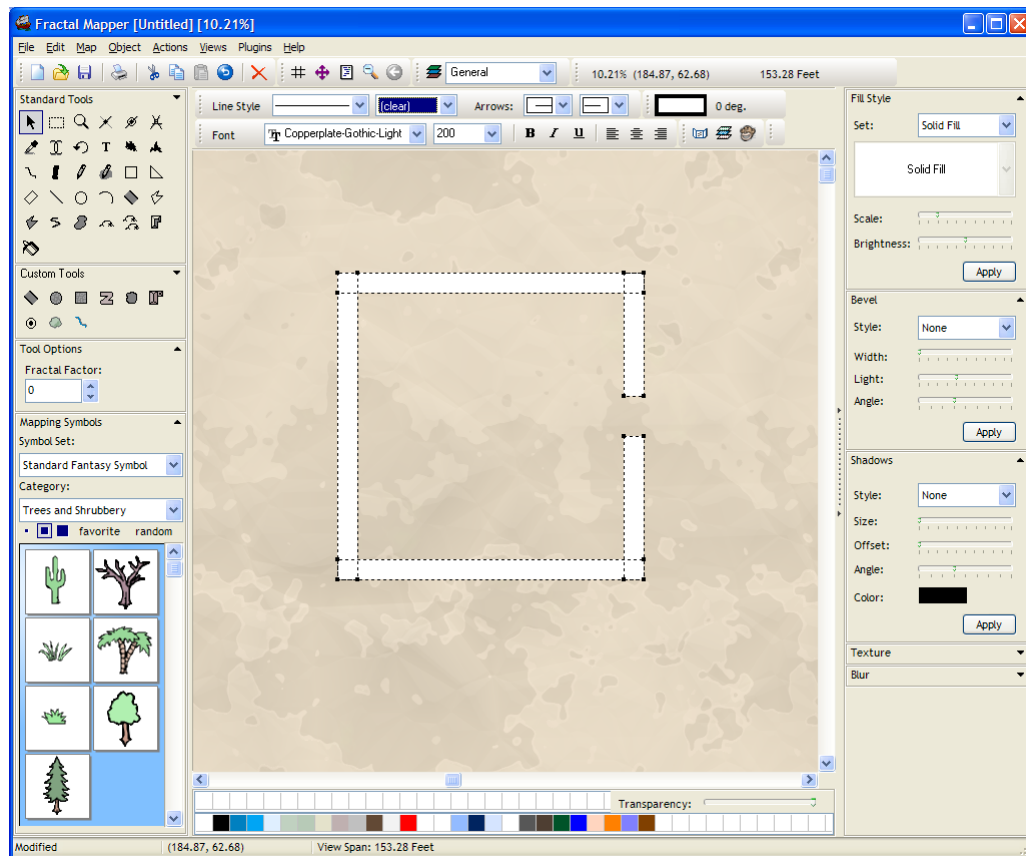 Fractal Mapper [Untitled] [10.21%]
File Edit Map Object Actions Views Plugins Help
General 10.21% (184.87, 62.68) 153.28 Feet
Standard Tools
Line Style (clear) Arrows: 0 deg.
Font Copperplate-Gothic-Light 200 B I U
Custom Tools
Tool Options
Fractal Factor:
0
Mapping Symbols
Symbol Set:
Standard Fantasy Symbol
Category:
Trees and Shrubbery
favorite random
Fill Style
Set: Solid Fill
Solid Fill
Scale:
Brightness:
Apply
Bevel
Style: None
Width:
Light:
Angle:
Apply
Shadows
Style: None
Size:
Offset:
Angle:
Color:
Apply
Texture
Blur
Transparency:
Modified (184.87, 62.68) View Span: 153.28 Feet